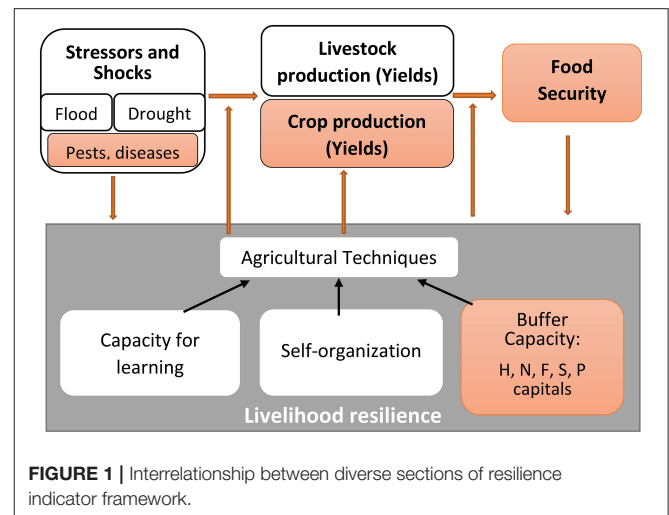 Stressors and
Shocks
Flood
Drought
Pests, diseases
Livestock
production (Yields)
Crop production
(Yields)
Food
Security
Agricultural Techniques
Capacity for
learning
Self-organization
Buffer
Capacity:
H, N, F, S, P
capitals
Livelihood resilience
FIGURE 1 | Interrelationship between diverse sections of resilience
indicator framework.